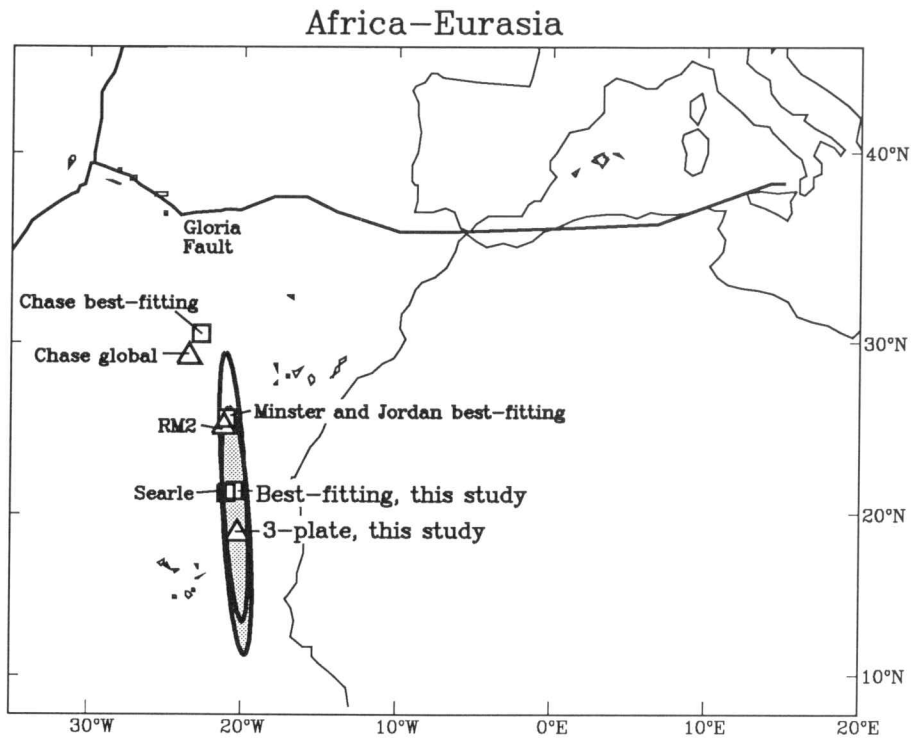 Africa-Eurasia
40°N
Gloria
Fault
Chase best-fitting
Chase global
30°N
Minster and Jordan best-fitting
RM2
Searle
Best-fitting, this study
20°N
3-plate, this study
10°N
30°W
20°W
10°W
0°E
10°E
20°E